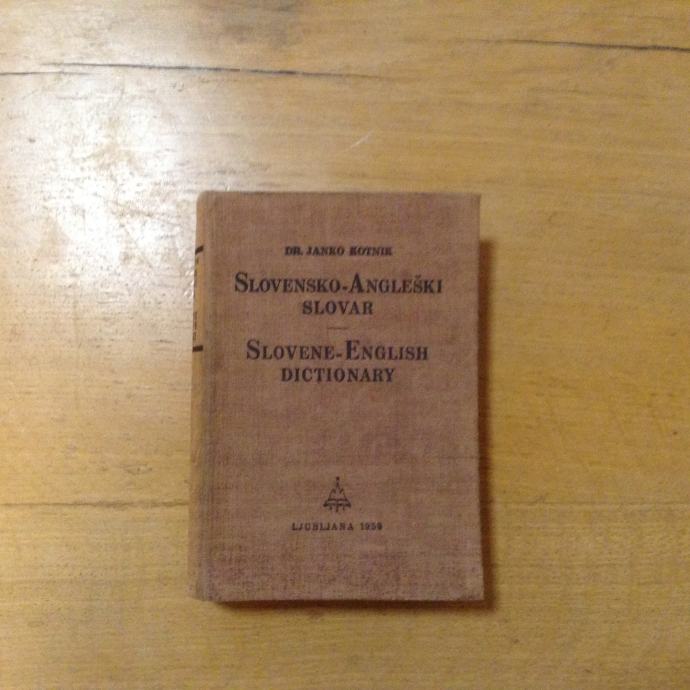 DR. JANKO KOTNIK
SLOVENSKO-ANGLEŠKI
SLOVAR
SLOVENE-ENGLISH
DICTIONARY
LJUBLJANA 1959